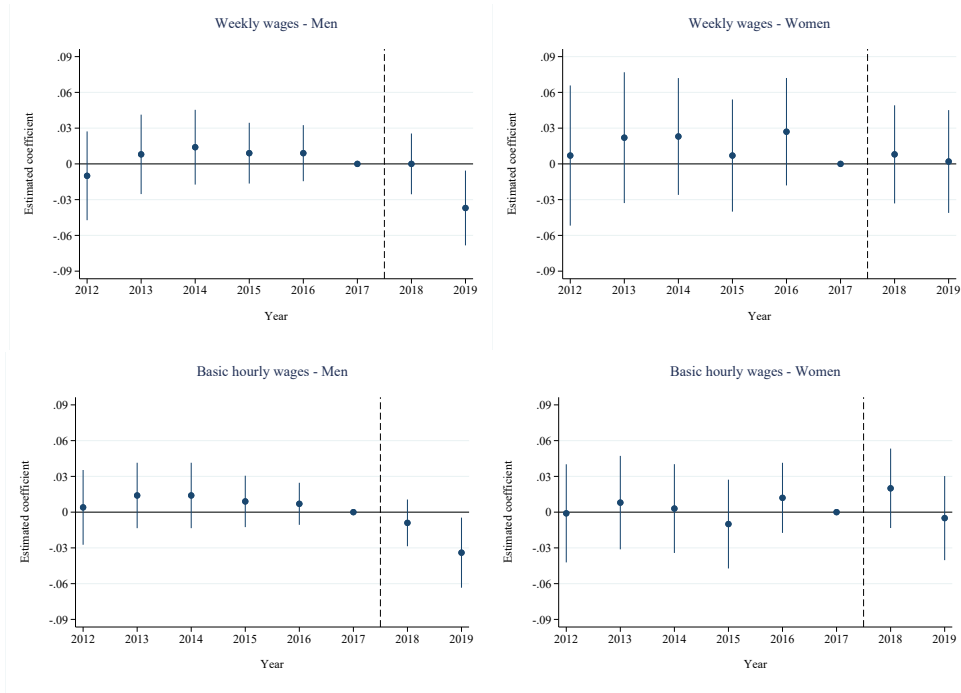 Weekly wages - Men
.09
.06
.03
0
-.03
-.06
-.09
Estimated coefficient
2012 2013 2014 2015 2016 2017 2018 2019
Year
Weekly wages - Women
.09
.06
.03
0
-.03
-.06
-.09
Estimated coefficient
2012 2013 2014 2015 2016 2017 2018 2019
Year
Basic hourly wages - Men
.09
.06
.03
0
-.03
-.06
-.09
Estimated coefficient
2012 2013 2014 2015 2016 2017 2018 2019
Year
Basic hourly wages - Women
.09
.06
.03
0
-.03
-.06
-.09
Estimated coefficient
2012 2013 2014 2015 2016 2017 2018 2019
Year